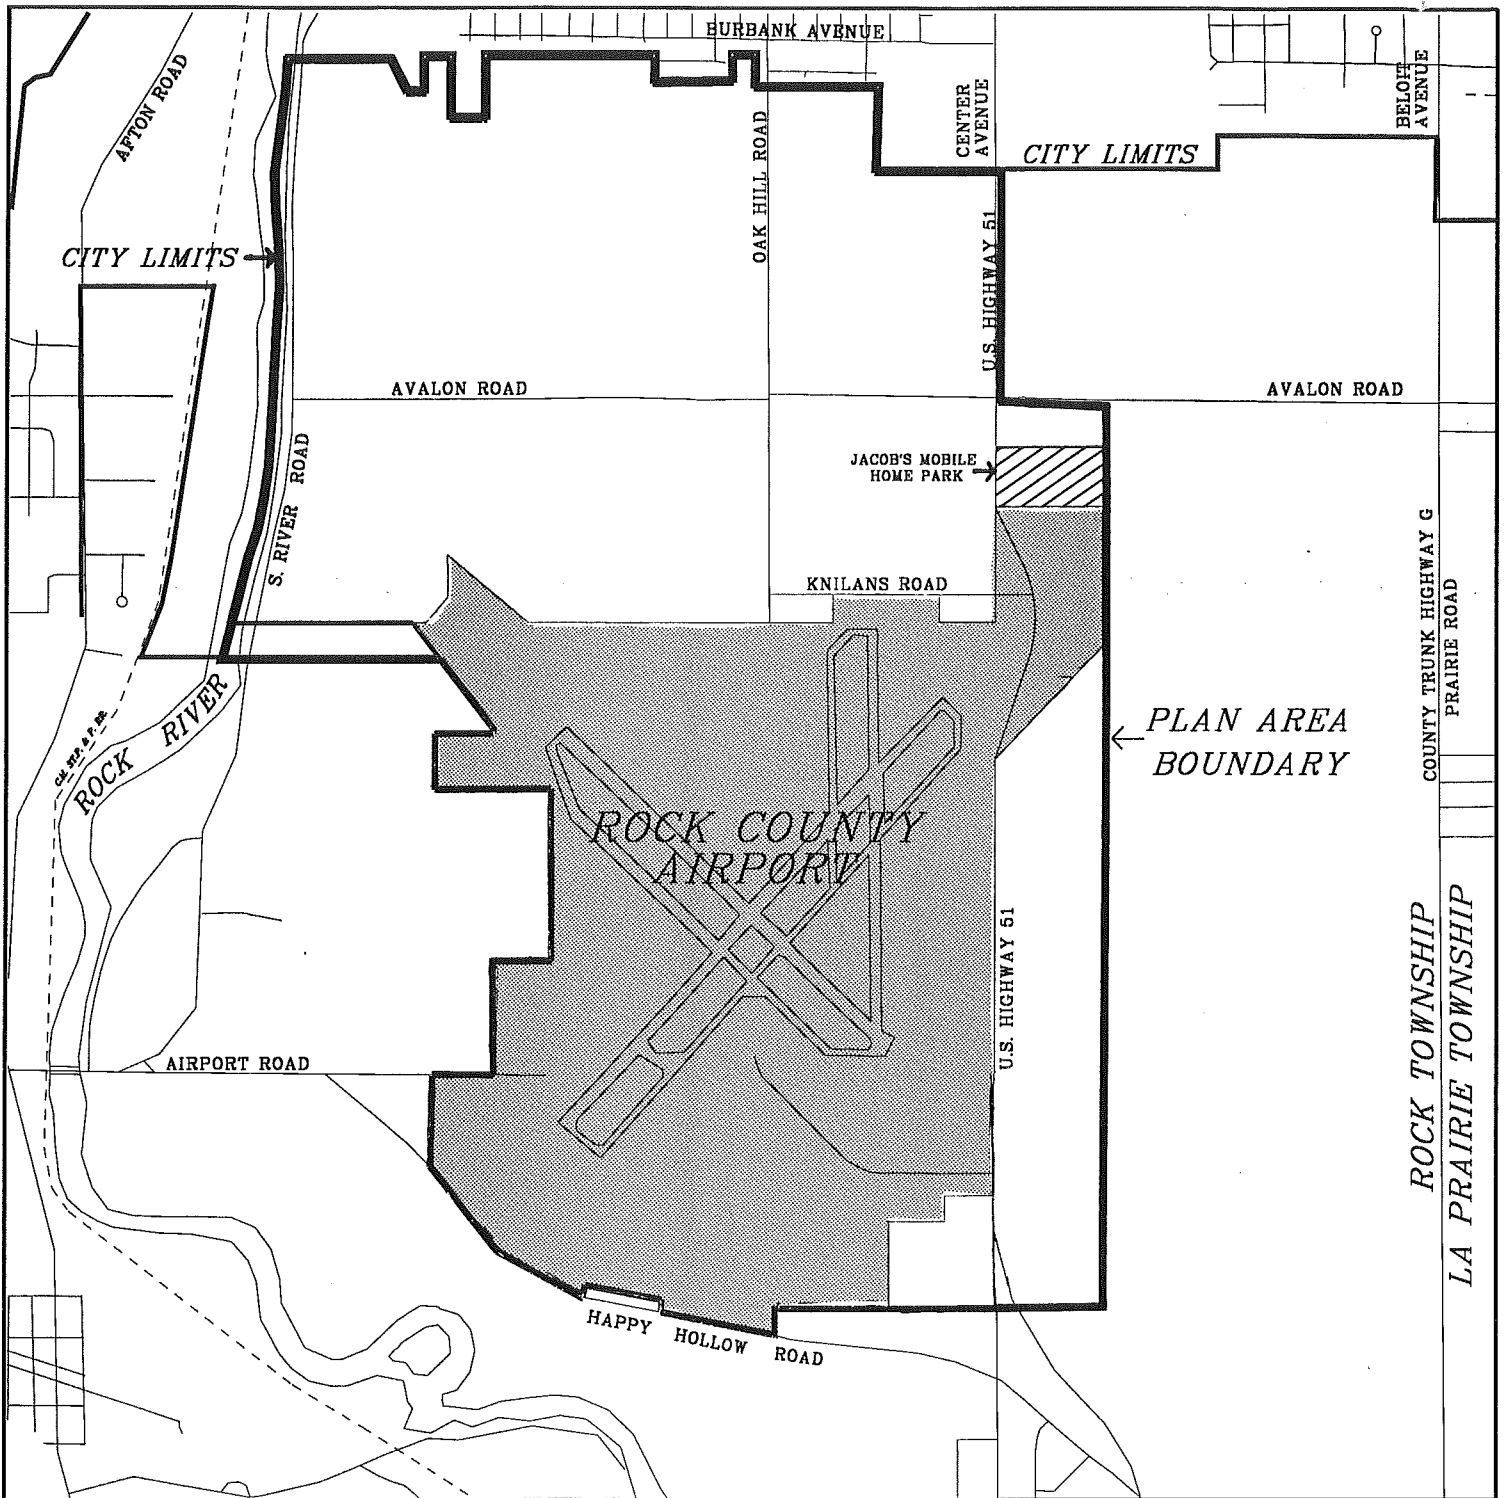 BURBANK AVENUE
AFTON ROAD
BELOIT
AVENUE
CENTER
AVENUE
OAK HILL ROAD
CITY LIMITS
CITY LIMITS
U.S. HIGHWAY 51
AVALON ROAD
AVALON ROAD
S. RIVER ROAD
JACOB'S MOBILE
HOME PARK
KNILANS ROAD
COUNTY TRUNK HIGHWAY G
PRAIRIE ROAD
ROCK RIVER
PLAN AREA
BOUNDARY
ROCK COUNTY
AIRPORT
U.S. HIGHWAY 51
ROCK TOWNSHIP
LA PRAIRIE TOWNSHIP
AIRPORT ROAD
HAPPY HOLLOW ROAD